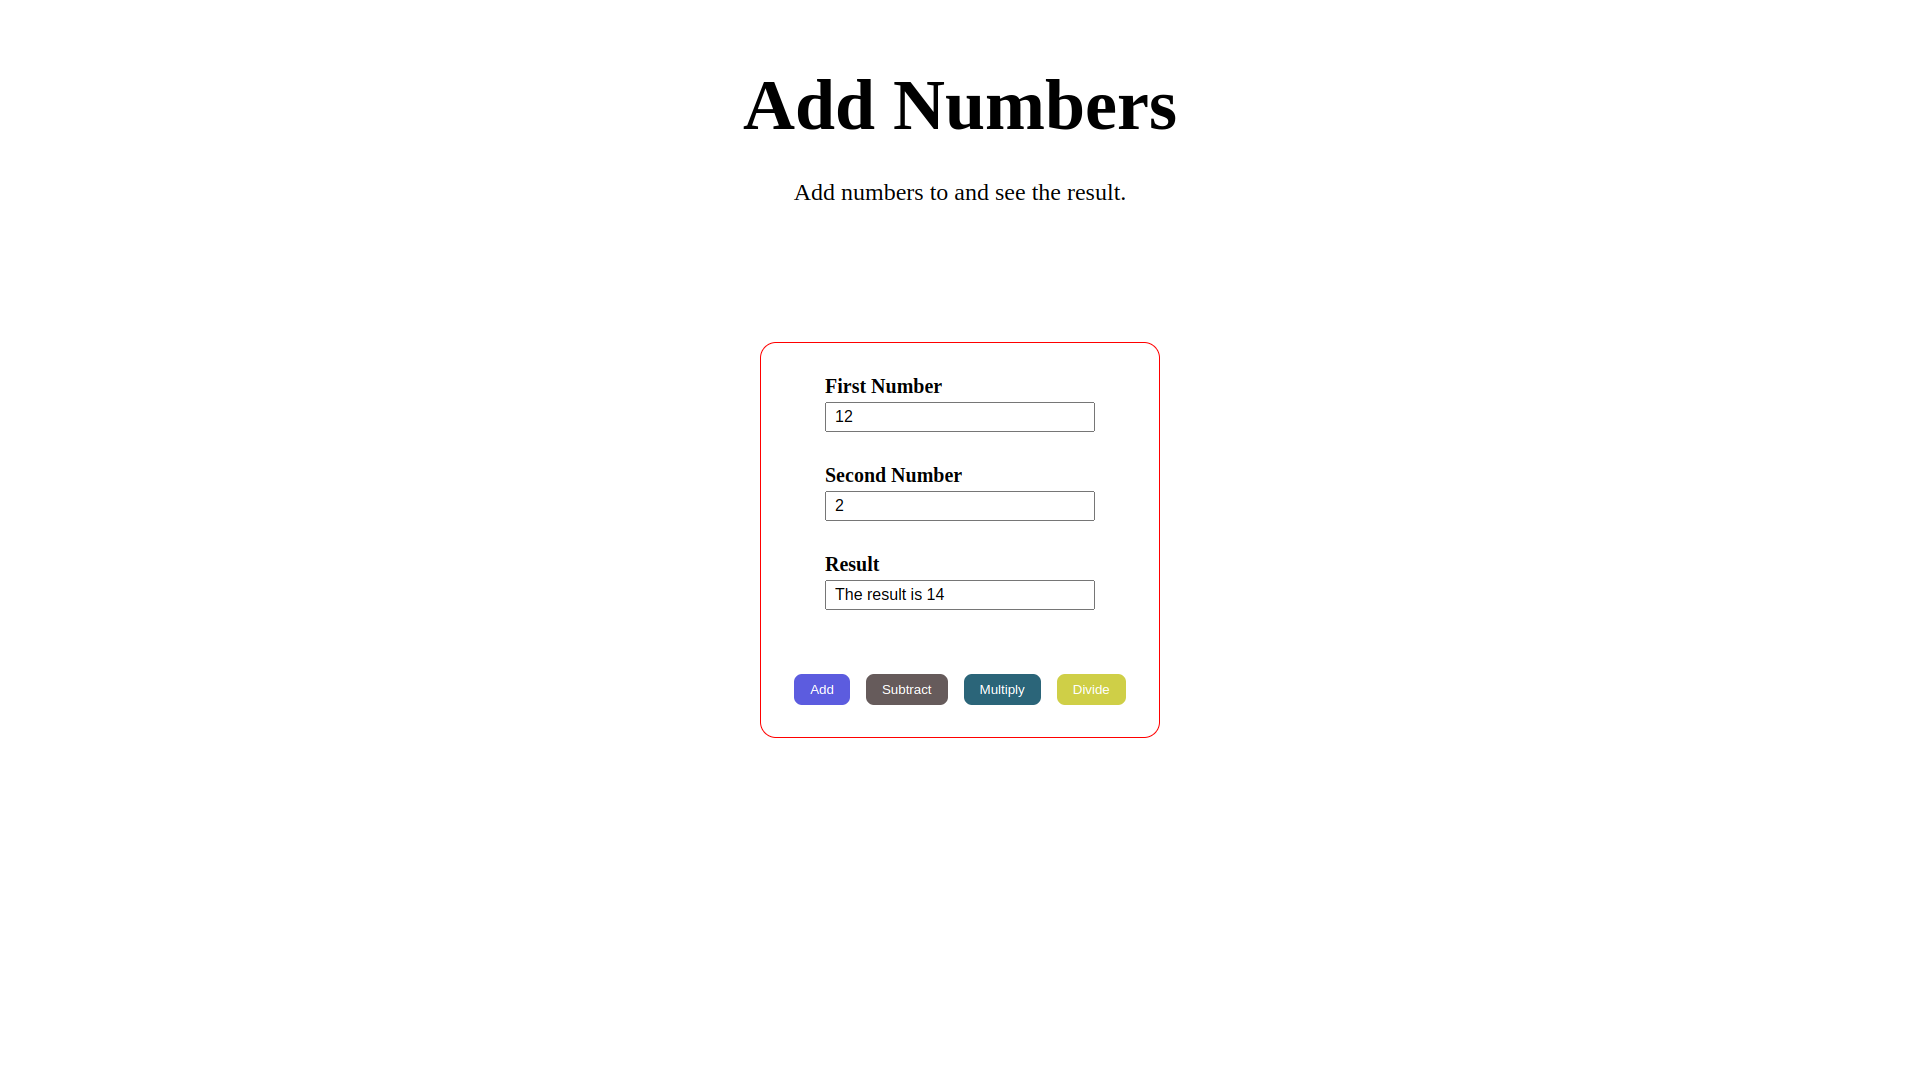 Add Numbers
Add numbers to and see the result.
First Number
12
Second Number
2
Result
The result is 14
Add Subtract Multiply Divide